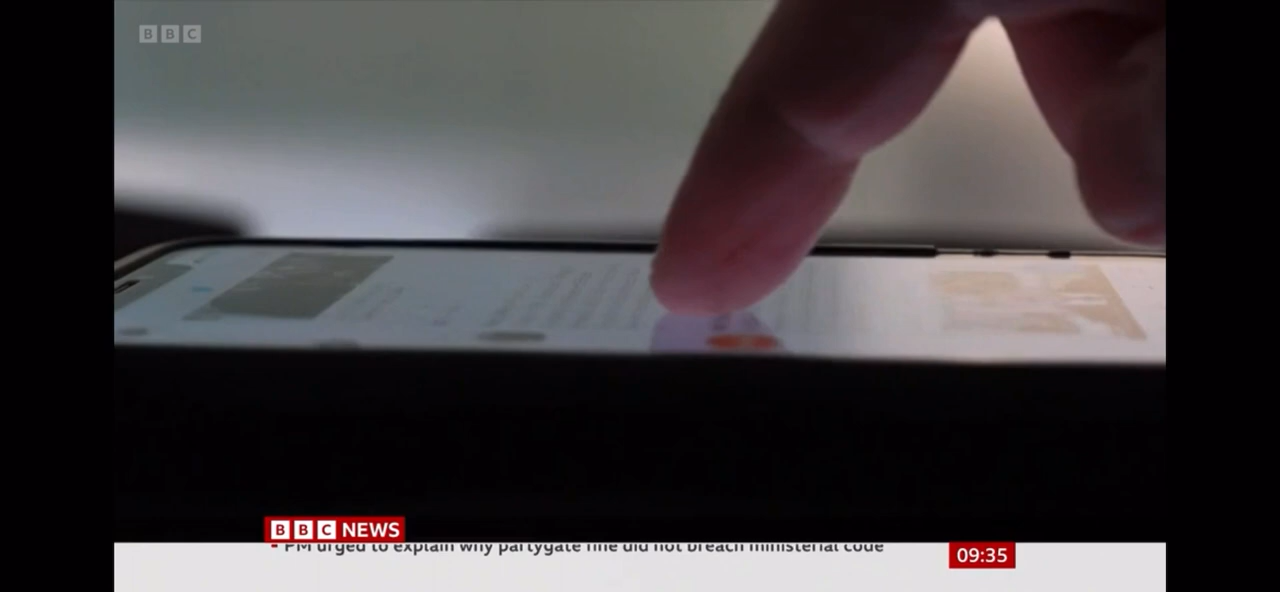 BBC
BBC NEWS
- PM urged to explain why partygate fine did not breach ministerial code
09:35